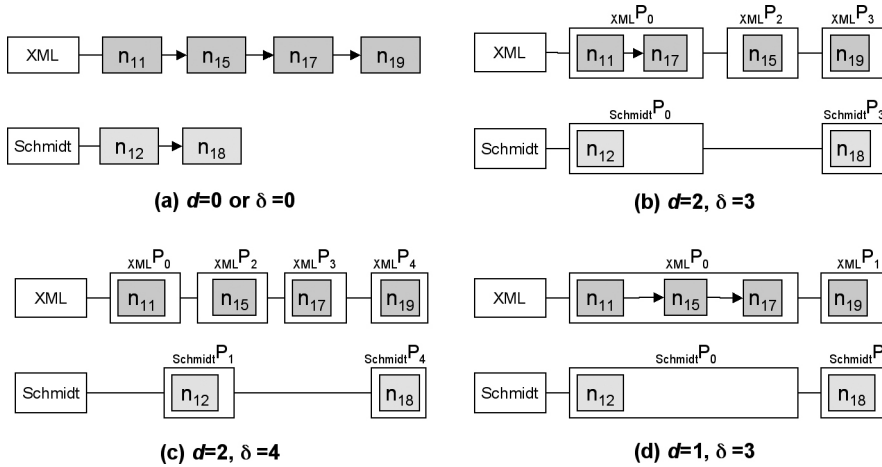 XML n11 n15 n17 n19
Schmidt n12 n18
(a) d=0 or δ =0
XMLP0 XMLP2 XMLP3
XML n11 n17 n15 n19
SchmidtP0 SchmidtP3
Schmidt n12 n18
(b) d=2, δ =3
XMLP0 XMLP2 XMLP3 XMLP4
XML n11 n15 n17 n19
SchmidtP1 SchmidtP4
Schmidt n12 n18
(c) d=2, δ =4
XMLP0 XMLP1
XML n11 n15 n17 n19
SchmidtP0 SchmidtP
Schmidt n12 n18
(d) d=1, δ =3